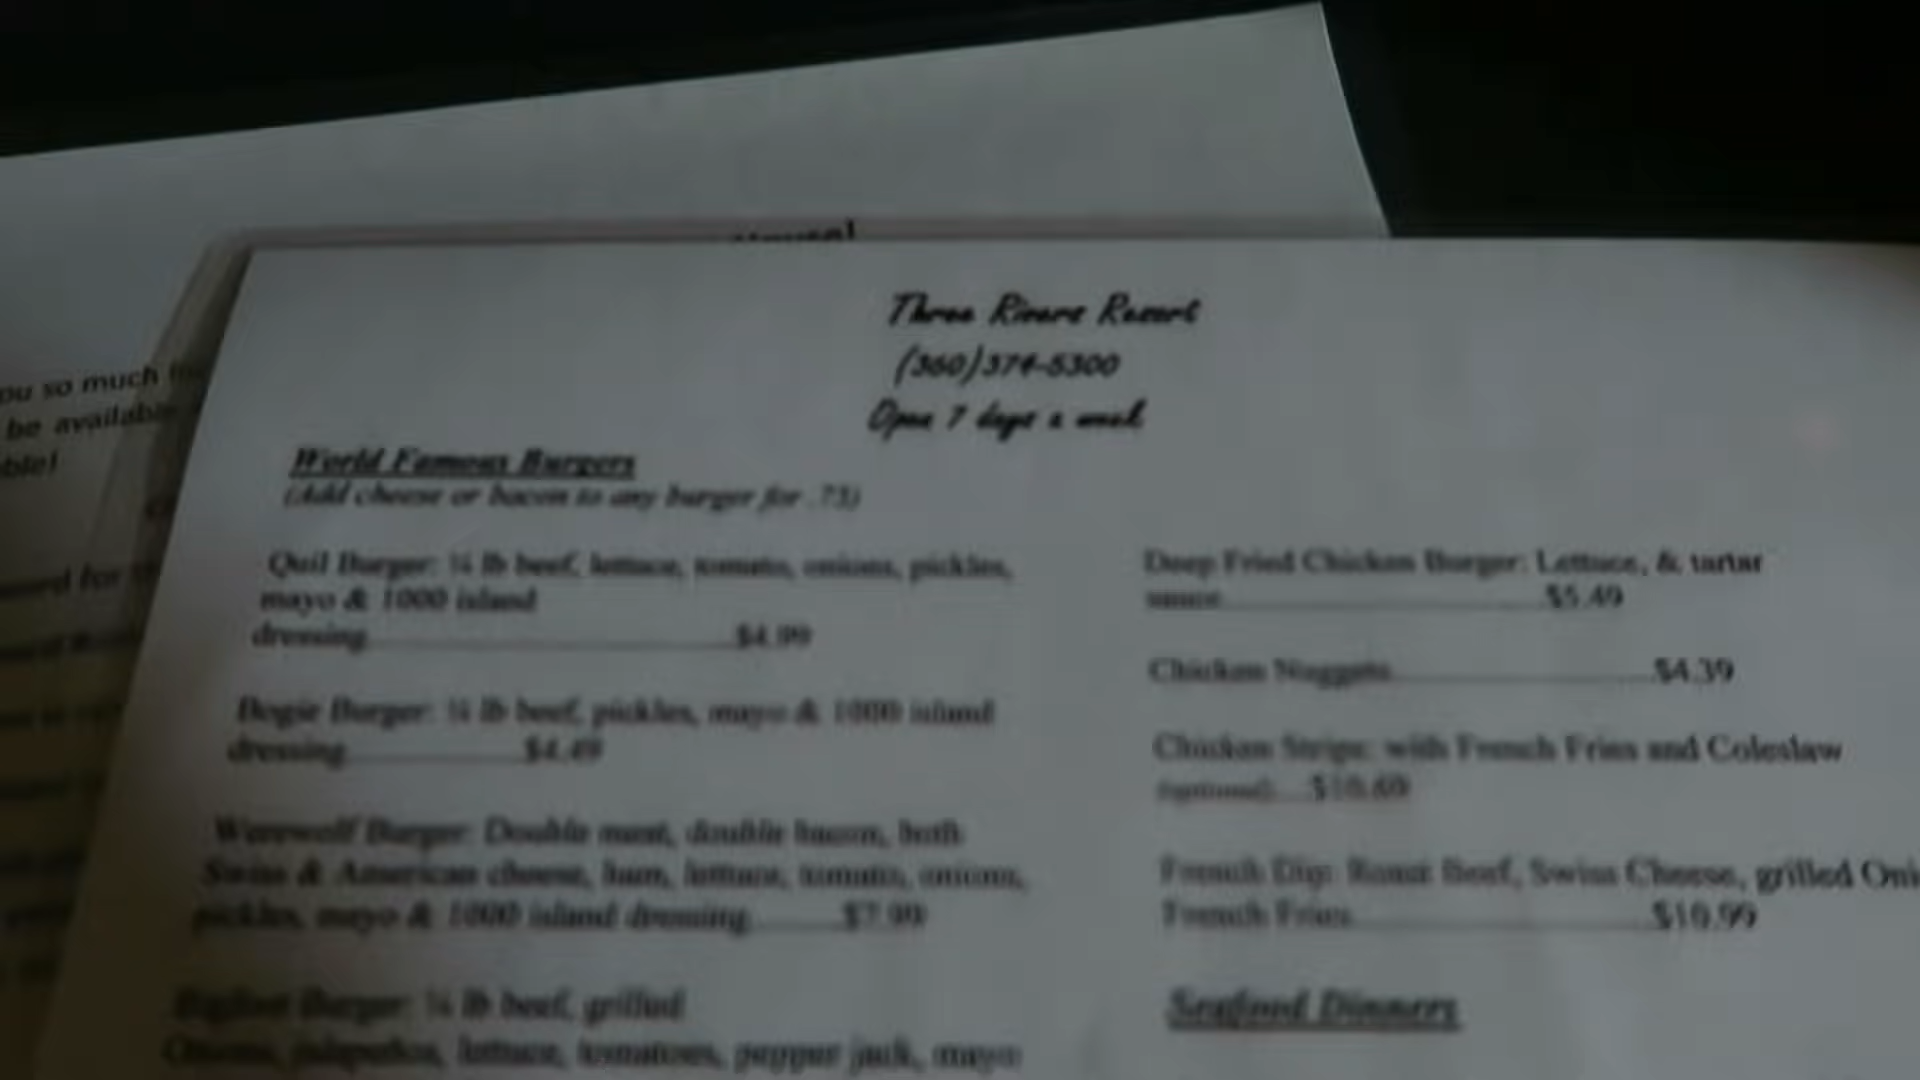 Three Rivers Resort
(360)374-5300
Open 7 days a week
ou so much
be available
ble!
World Famous Burgers
(Add cheese or bacon to any burger for .75)
Quil Burger: ¼ lb beef, lettuce, tomato, onions, pickles,
mayo & 1000 island
dressing $4.99
Bogie Burger: ¼ lb beef, pickles, mayo & 1000 island
dressing $4.49
Werewolf Burger: Double meat, double bacon, both
Swiss & American cheese, ham, lettuce, tomato, onions,
pickles, mayo & 1000 island dressing $7.99
Bigfoot Burger: ¼ lb beef, grilled
Onions, jalapeños, lettuce, tomatoes, pepper jack, mayo
Deep Fried Chicken Burger: Lettuce, & tartar
sauce $5.49
Chicken Nuggets $4.39
Chicken Strips: with French Fries and Coleslaw
(optional) $10.69
French Dip: Roast Beef, Swiss Cheese, grilled Oni
French Fries $10.99
Seafood Dinners